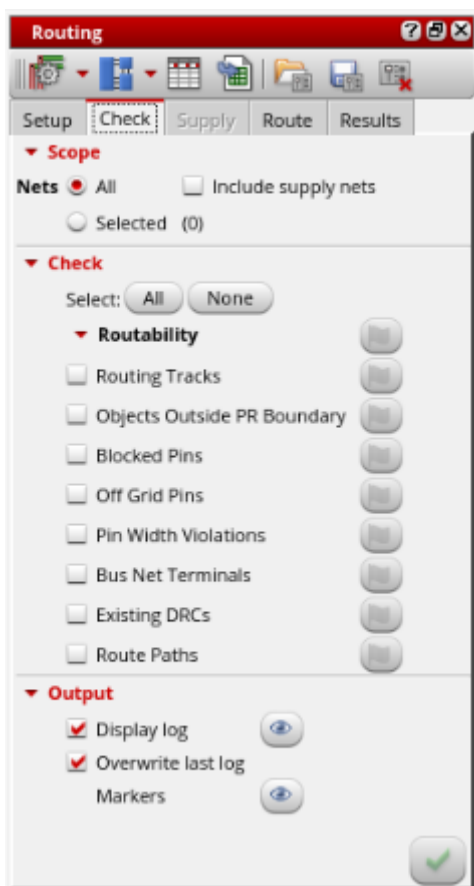 Routing
Setup Check Supply Route Results
Scope
Nets All Include supply nets
Selected (0)
Check
Select: All None
Routability
Routing Tracks
Objects Outside PR Boundary
Blocked Pins
Off Grid Pins
Pin Width Violations
Bus Net Terminals
Existing DRCs
Route Paths
Output
Display log
Overwrite last log
Markers